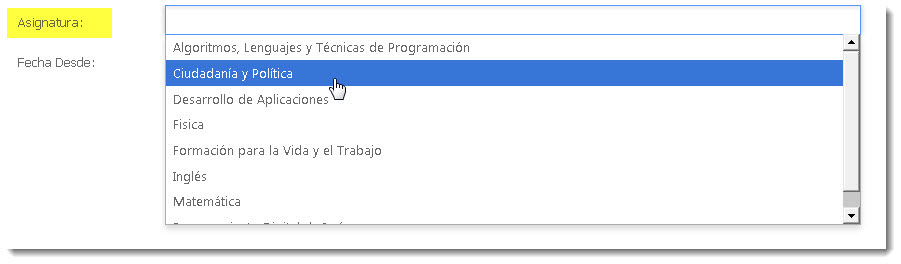 Asignatura:
Algoritmos, Lenguajes y Técnicas de Programación
Ciudadanía y Política
Fecha Desde:
Desarrollo de Aplicaciones
Fisica
Formación para la Vida y el Trabajo
Inglés
Matemática